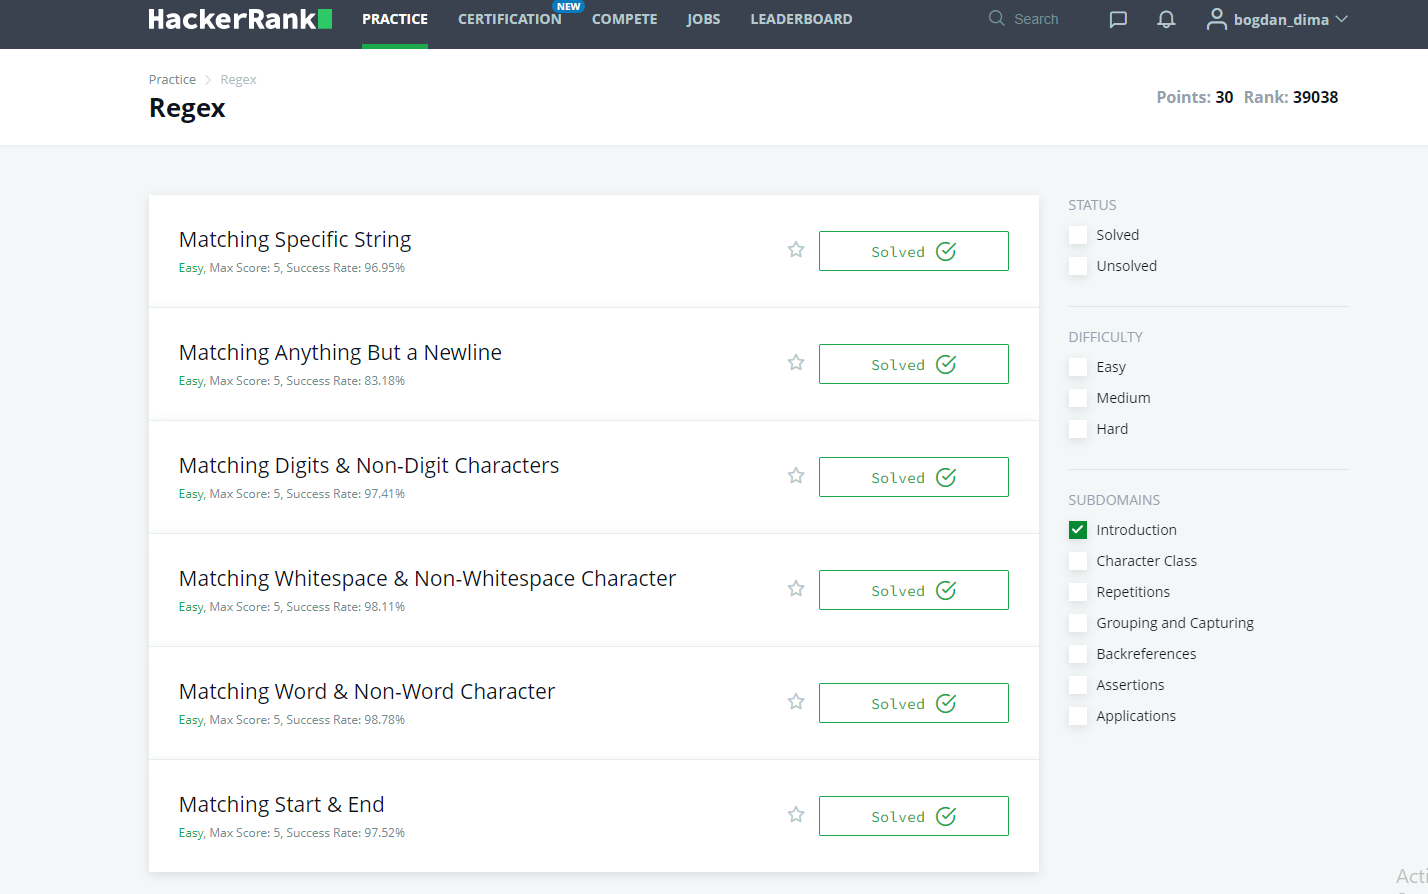 HackerRank
PRACTICE
CERTIFICATION
NEW
COMPETE
JOBS
LEADERBOARD
Search
bogdan_dima
Practice > Regex
Regex
Points: 30 Rank: 39038
Matching Specific String
Easy, Max Score: 5, Success Rate: 96.95%
Solved
Matching Anything But a Newline
Easy, Max Score: 5, Success Rate: 83.18%
Solved
Matching Digits & Non-Digit Characters
Easy, Max Score: 5, Success Rate: 97.41%
Solved
Matching Whitespace & Non-Whitespace Character
Easy, Max Score: 5, Success Rate: 98.11%
Solved
Matching Word & Non-Word Character
Easy, Max Score: 5, Success Rate: 98.78%
Solved
Matching Start & End
Easy, Max Score: 5, Success Rate: 97.52%
Solved
STATUS
Solved
Unsolved
DIFFICULTY
Easy
Medium
Hard
SUBDOMAINS
Introduction
Character Class
Repetitions
Grouping and Capturing
Backreferences
Assertions
Applications
Acti